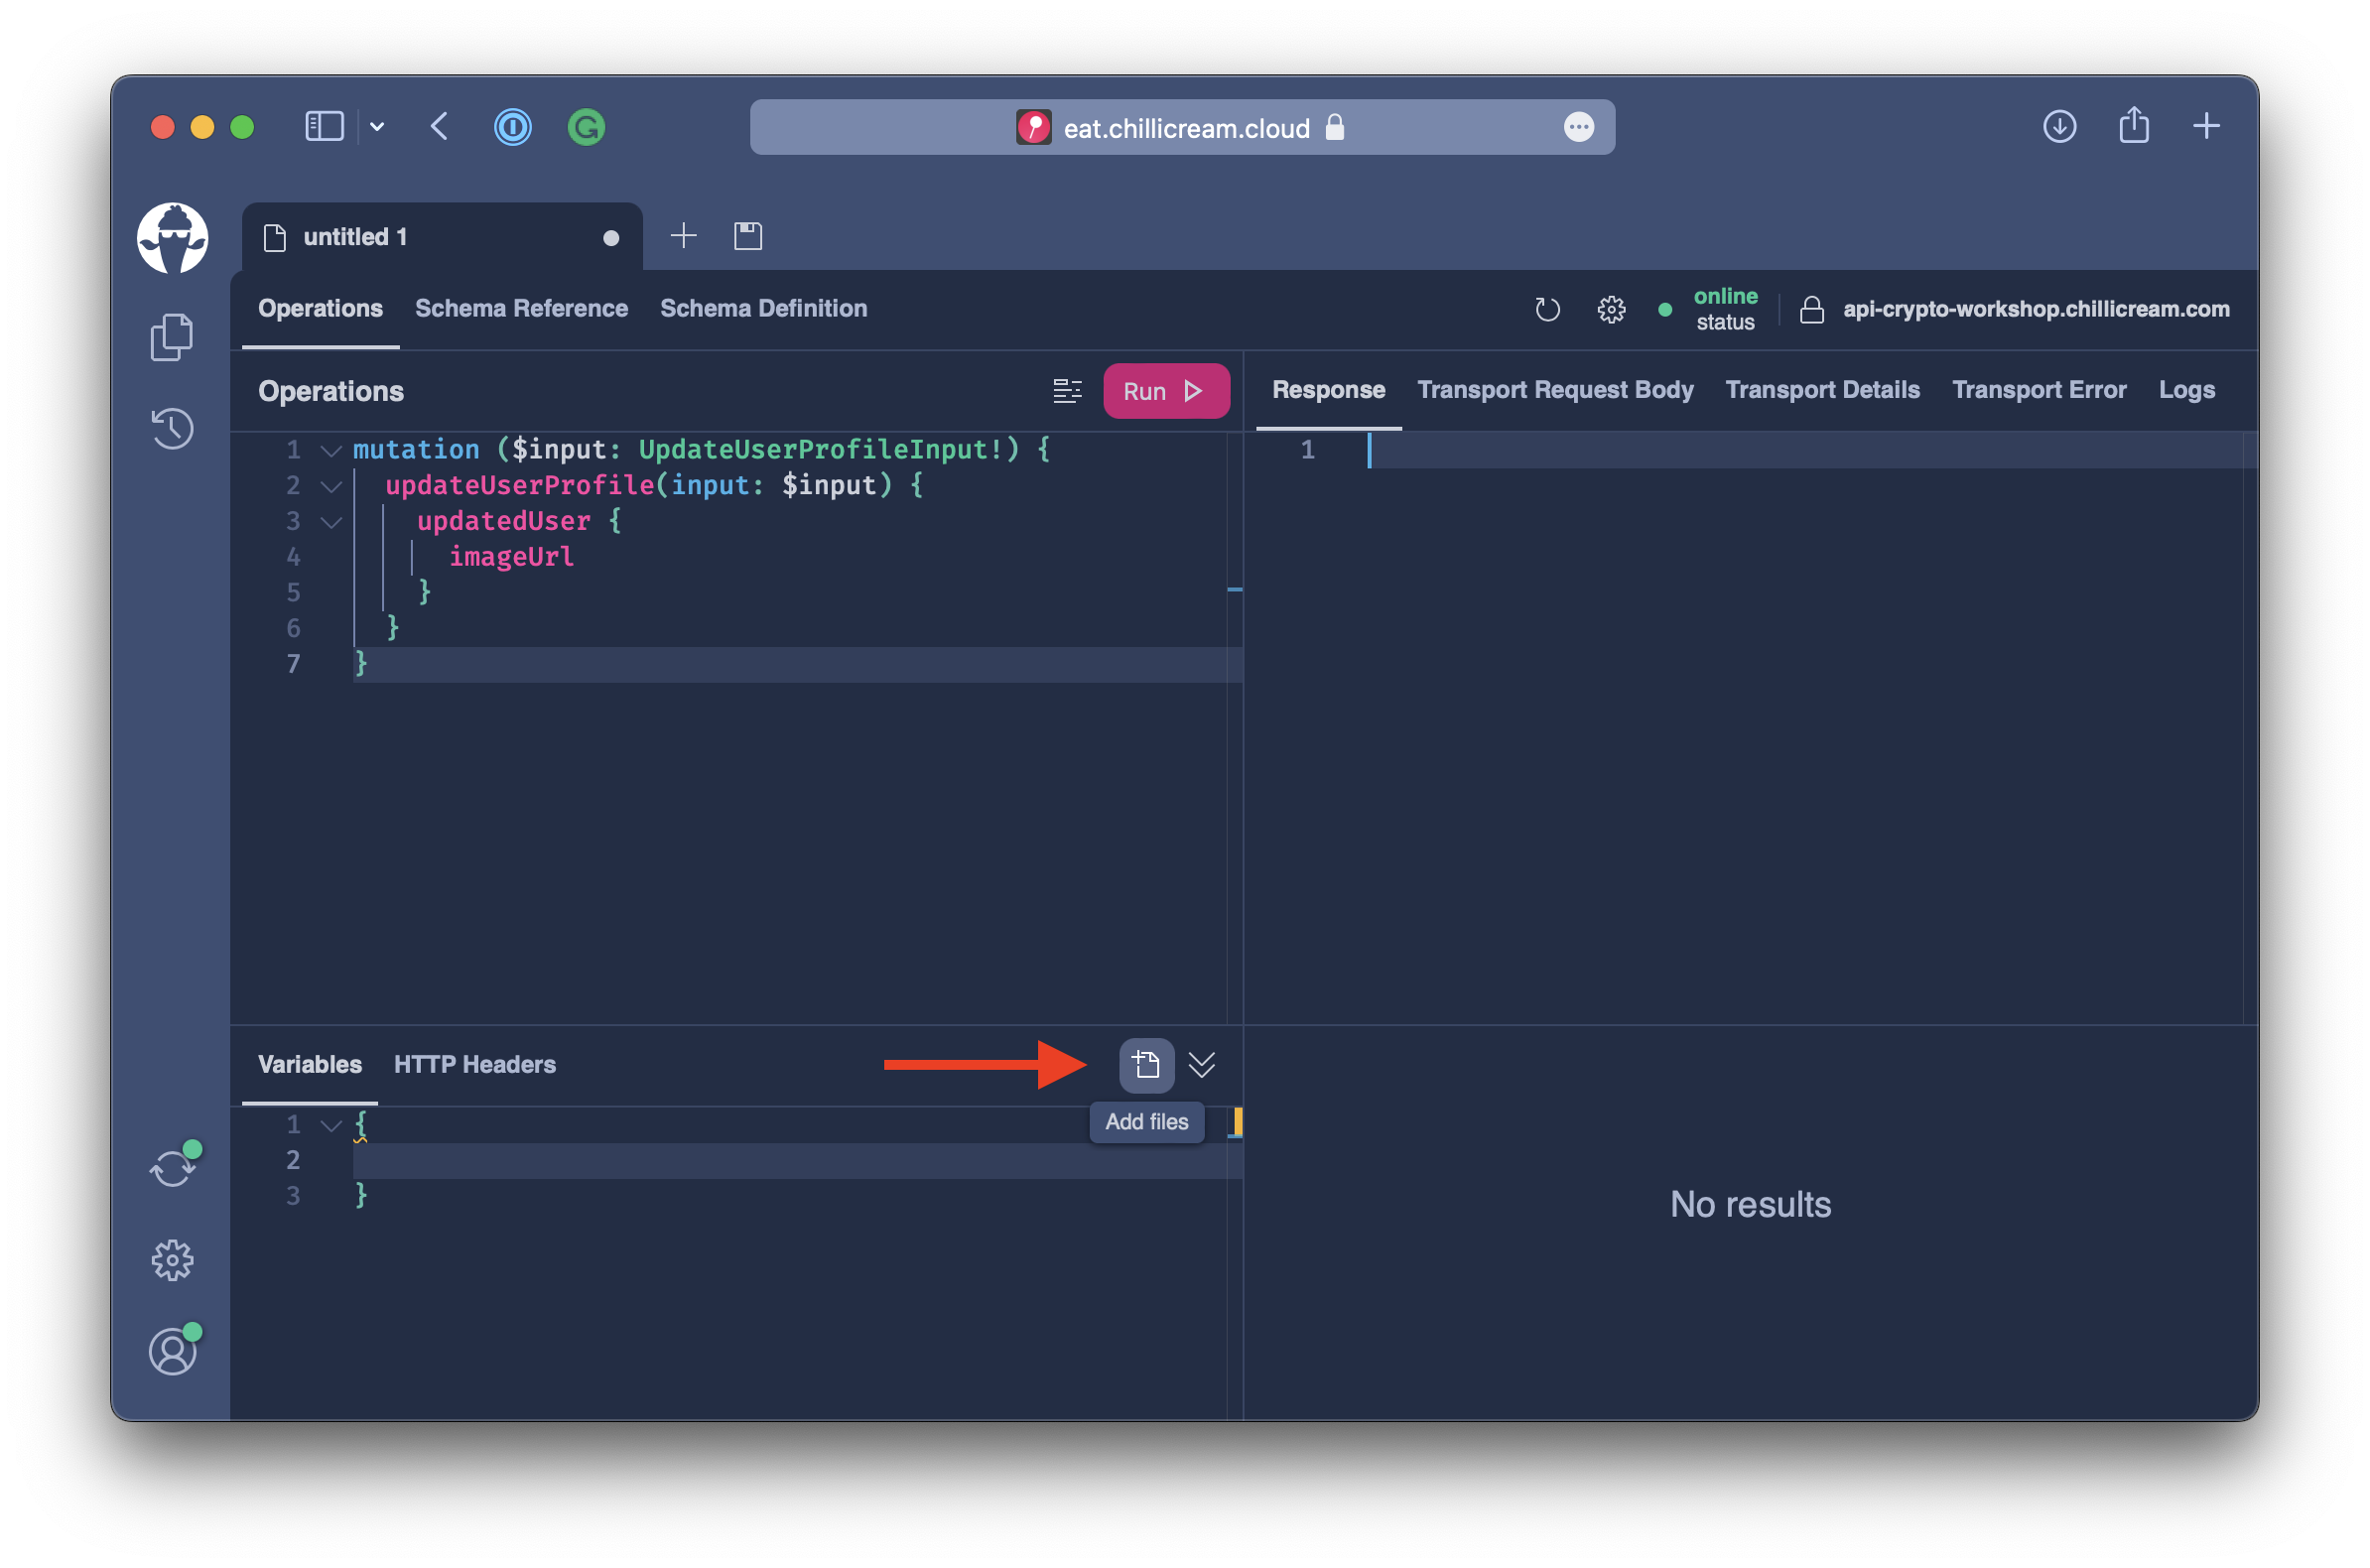 eat.chillicream.cloud
untitled 1
Operations Schema Reference Schema Definition
online
status
api-crypto-workshop.chillicream.com
Operations
Run
Response Transport Request Body Transport Details Transport Error Logs
1 mutation ($input: UpdateUserProfileInput!) {
2 updateUserProfile(input: $input) {
3 updatedUser {
4 imageUrl
5 }
6 }
7 }
1
Variables HTTP Headers
Add files
1 {
2
3 }
No results